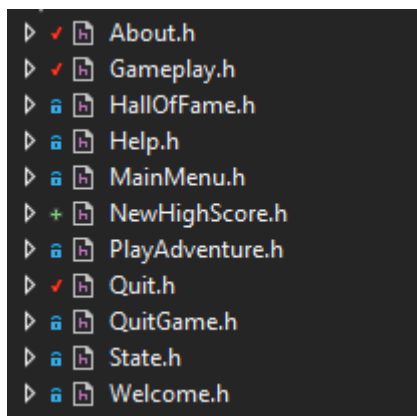 About.h
Gameplay.h
HallOfFame.h
Help.h
MainMenu.h
NewHighScore.h
PlayAdventure.h
Quit.h
QuitGame.h
State.h
Welcome.h